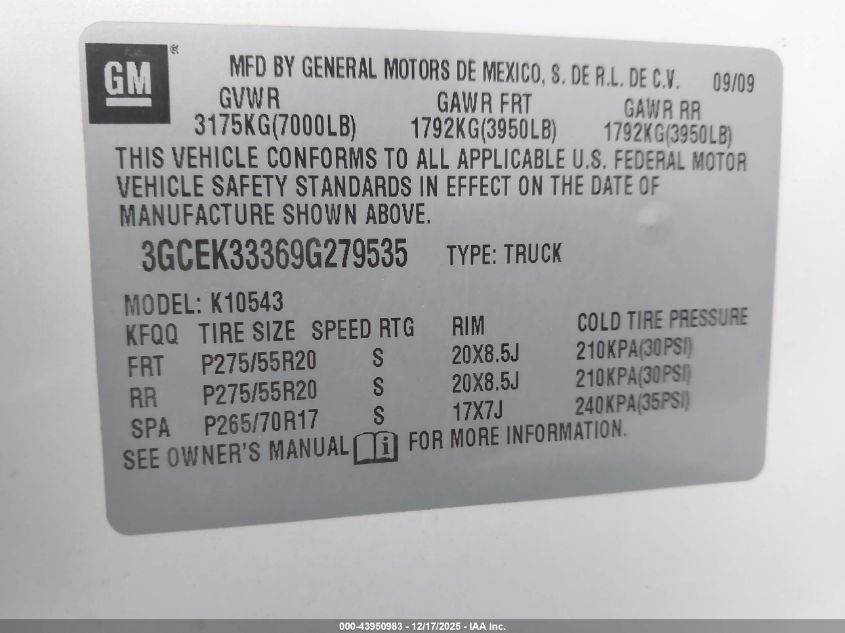 GM ®
MFD BY GENERAL MOTORS DE MEXICO, S. DE R.L. DE C.V. 09/09
GVWR GAWR FRT GAWR RR
3175KG(7000LB) 1792KG(3950LB) 1792KG(3950LB)
THIS VEHICLE CONFORMS TO ALL APPLICABLE U.S. FEDERAL MOTOR
VEHICLE SAFETY STANDARDS IN EFFECT ON THE DATE OF
MANUFACTURE SHOWN ABOVE.
3GCEK33369G279535 TYPE: TRUCK
MODEL: K10543
KFQQ TIRE SIZE SPEED RTG RIM COLD TIRE PRESSURE
FRT P275/55R20 S 20X8.5J 210KPA(30PSI)
RR P275/55R20 S 20X8.5J 210KPA(30PSI)
SPA P265/70R17 S 17X7J 240KPA(35PSI)
SEE OWNER'S MANUAL i FOR MORE INFORMATION.
000-43950983 - 12/17/2025 - IAA Inc.